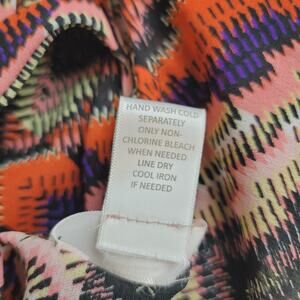 HAND WASH COLD
SEPARATELY
ONLY NON-
CHLORINE BLEACH
WHEN NEEDED
LINE DRY
COOL IRON
IF NEEDED